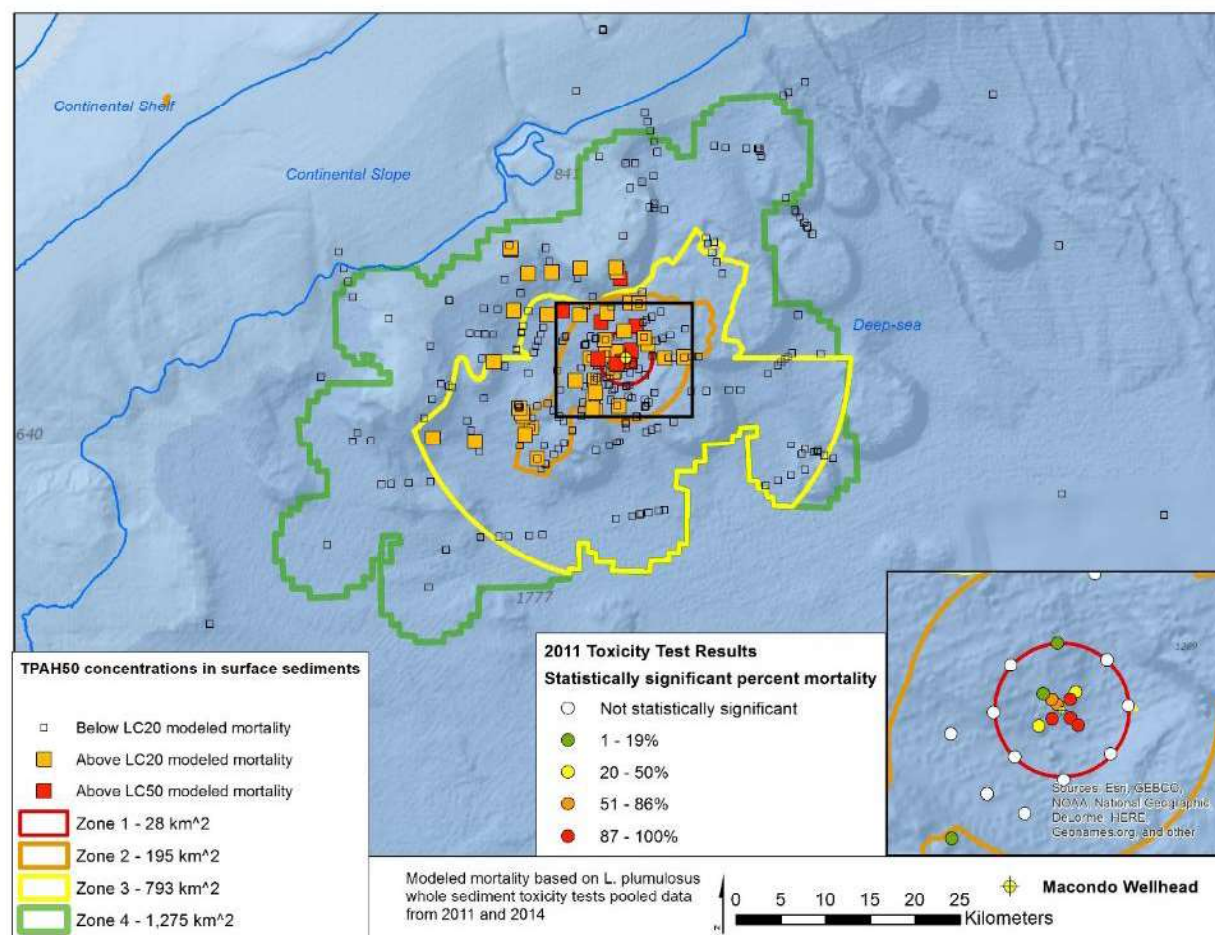 Continental Shelf
Continental Slope
841
Deep-sea
640
1777
TPAH50 concentrations in surface sediments
Below LC20 modeled mortality
Above LC20 modeled mortality
Above LC50 modeled mortality
Zone 1 - 28 km^2
Zone 2 - 195 km^2
Zone 3 - 793 km^2
Zone 4 - 1,275 km^2
2011 Toxicity Test Results
Statistically significant percent mortality
Not statistically significant
1 - 19%
20 - 50%
51 - 86%
87 - 100%
Sources: Esri, GEBCO,
NOAA, National Geographic,
DeLorme, HERE,
Geonames.org, and other
Modeled mortality based on L. plumulosus
whole sediment toxicity tests pooled data
from 2011 and 2014
N
0 5 10 15 20 25
Kilometers
Macondo Wellhead